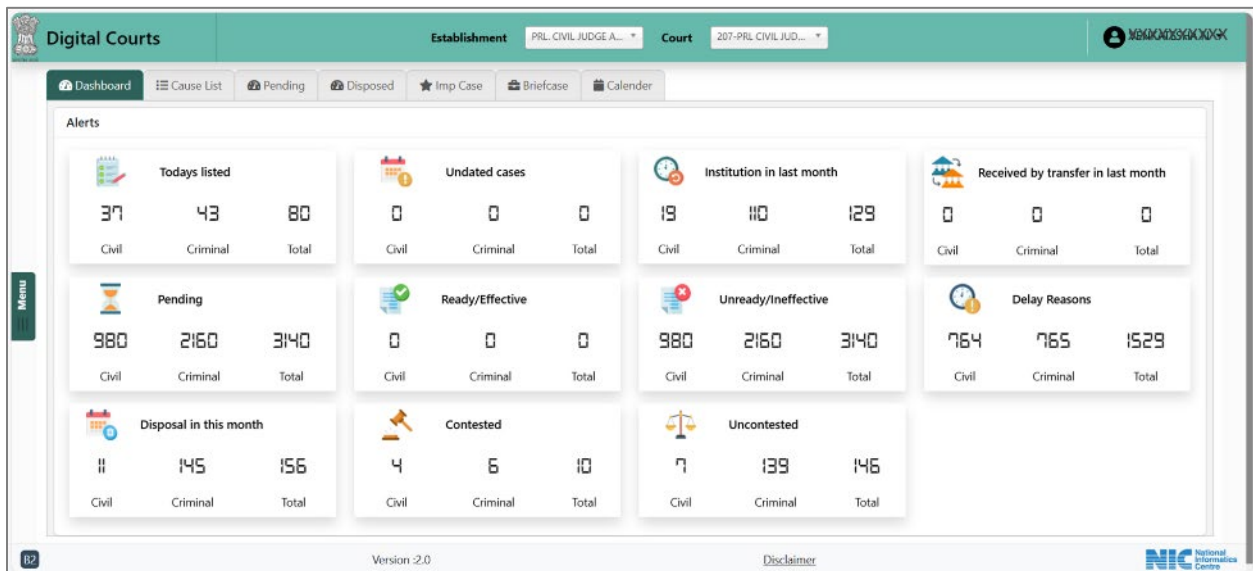 Digital Courts Establishment PRL. CIVIL JUDGE A... Court 207-PRL CIVIL JUD...
Dashboard Cause List Pending Disposed Imp Case Briefcase Calender
Alerts
Todays listed
37 43 80
Civil Criminal Total
Undated cases
0 0 0
Civil Criminal Total
Institution in last month
19 110 129
Civil Criminal Total
Received by transfer in last month
0 0 0
Civil Criminal Total
Menu
Pending
980 2160 3140
Civil Criminal Total
Ready/Effective
0 0 0
Civil Criminal Total
Unready/Ineffective
980 2160 3140
Civil Criminal Total
Delay Reasons
764 765 1529
Civil Criminal Total
Disposal in this month
11 145 156
Civil Criminal Total
Contested
4 6 10
Civil Criminal Total
Uncontested
7 139 146
Civil Criminal Total
B2 Version :2.0 Disclaimer NIC National Informatics Centre